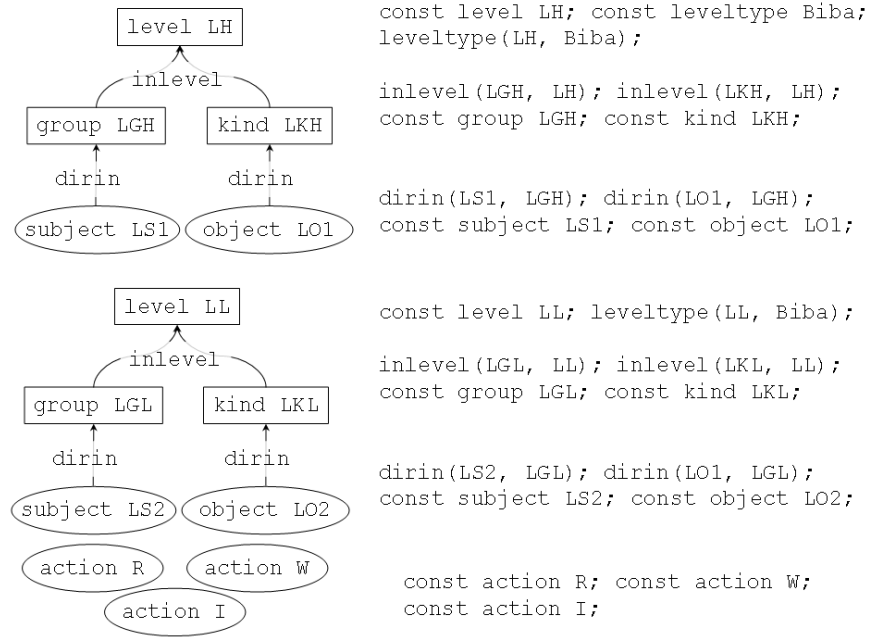 level LH
inlevel
group LGH
kind LKH
dirin
dirin
subject LS1
object LO1
const level LH; const leveltype Biba;
leveltype(LH, Biba);
inlevel(LGH, LH); inlevel(LKH, LH);
const group LGH; const kind LKH;
dirin(LS1, LGH); dirin(LO1, LGH);
const subject LS1; const object LO1;
level LL
inlevel
group LGL
kind LKL
dirin
dirin
subject LS2
object LO2
action R
action W
action I
const level LL; leveltype(LL, Biba);
inlevel(LGL, LL); inlevel(LKL, LL);
const group LGL; const kind LKL;
dirin(LS2, LGL); dirin(LO1, LGL);
const subject LS2; const object LO2;
const action R; const action W;
const action I;